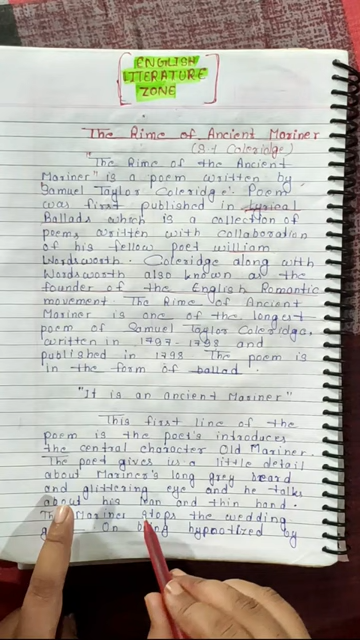 ENGLISH
LITERATURE
ZONE
The Rime of Ancient Mariner
(S.T Coleridge)
"The Rime of the Ancient
Mariner" is a poem written by
Samuel Taylor Coleridge. Poem
was first published in Lyrical
Ballads which is a collection of
poems written with collaboration
of his fellow poet william
Wordsworth. Coleridge along with
Wordsworth also known as the
founder of the English Romantic
movement. The Rime of Ancient
Mariner is one of the longest
poem of Samuel Taylor Coleridge.
written in 1797-1798 and
published in 1798 The poem is
in the form of ballad.
"It is an ancient Mariner"
This first line of the
poem is the poet's introduces
the central character Old Mariner.
The poet gives us a little detail
about Mariner's long grey beard
and glittering eye and he talks
about his and thin hand.
The Mariner stops the wedding
On being hypnotized by